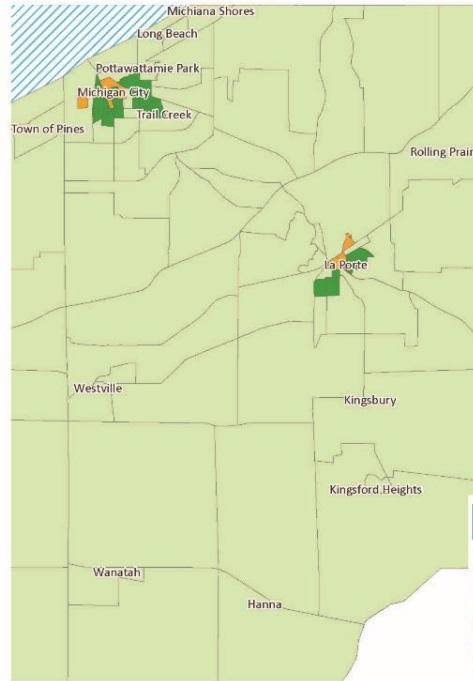 Michiana Shores
Long Beach
Pottawattamie Park
Michigan City
Trail Creek
Town of Pines
Rolling Prair
La Porte
Westville
Kingsbury
Kingsford Heights
Wanatah
Hanna